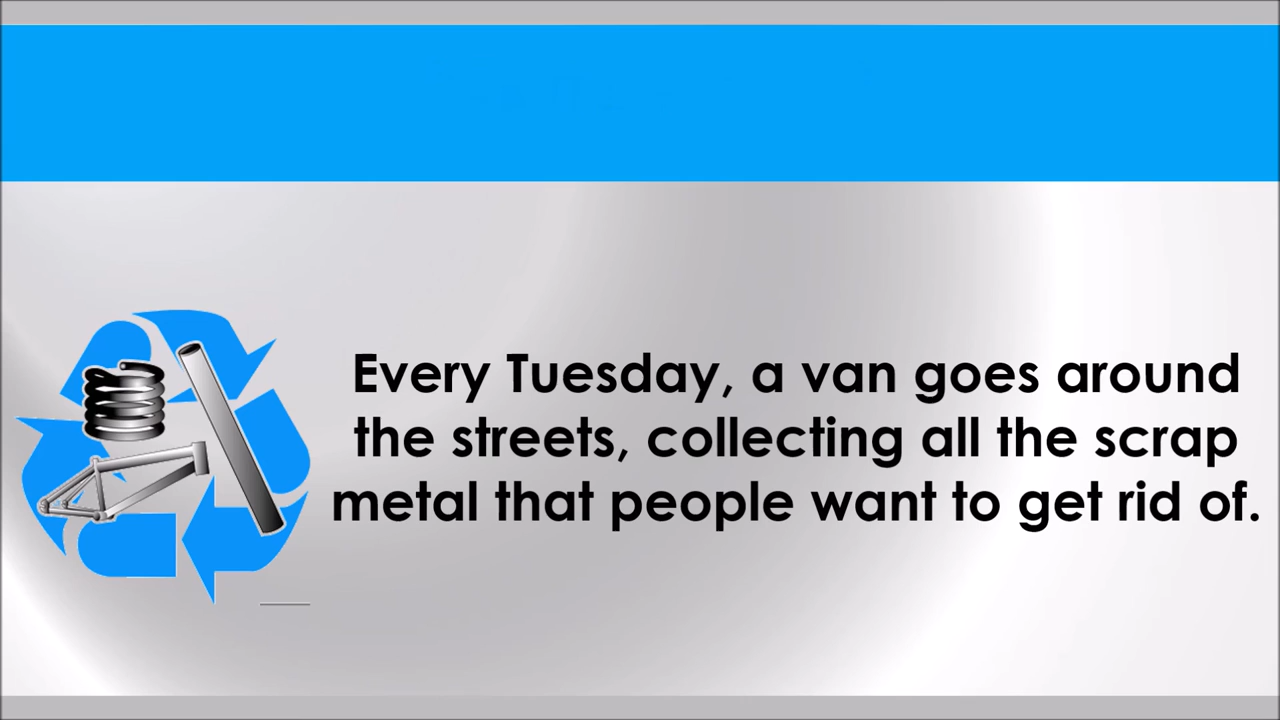 Every Tuesday, a van goes around
the streets, collecting all the scrap
metal that people want to get rid of.